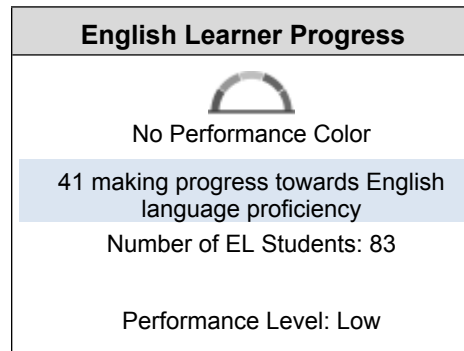 English Learner Progress
No Performance Color
41 making progress towards English
language proficiency
Number of EL Students: 83
Performance Level: Low